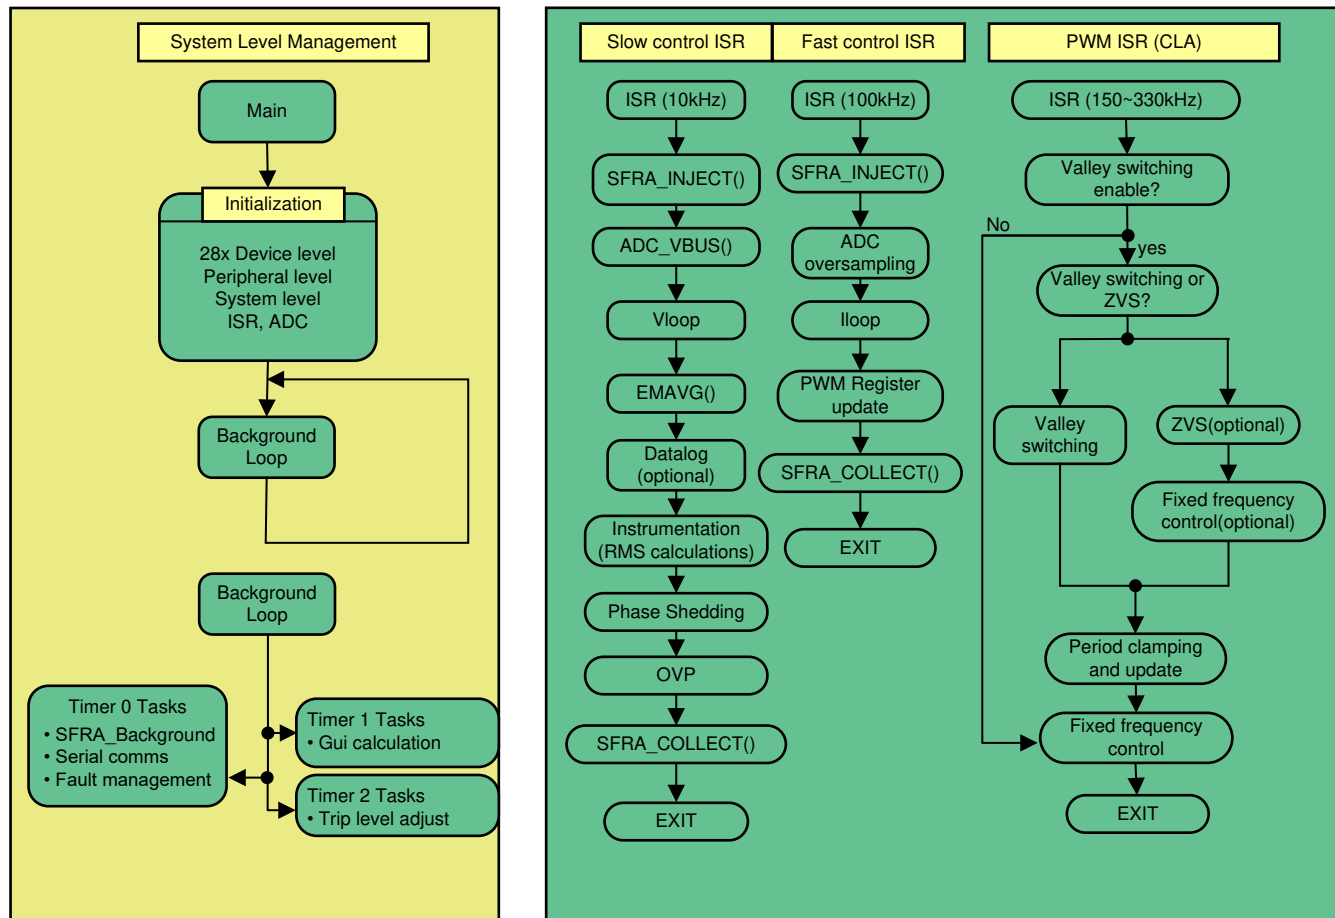 System Level Management
Main
Initialization
28x Device level
Peripheral level
System level
ISR, ADC
Background
Loop
Background
Loop
Timer 0 Tasks
• SFRA_Background
• Serial comms
• Fault management
Timer 1 Tasks
• Gui calculation
Timer 2 Tasks
• Trip level adjust
Slow control ISR
ISR (10kHz)
SFRA_INJECT()
ADC_VBUS()
Vloop
EMAVG()
Datalog
(optional)
Instrumentation
(RMS calculations)
Phase Shedding
OVP
SFRA_COLLECT()
EXIT
Fast control ISR
ISR (100kHz)
SFRA_INJECT()
ADC
oversampling
Iloop
PWM Register
update
SFRA_COLLECT()
EXIT
PWM ISR (CLA)
ISR (150~330kHz)
Valley switching
enable?
No
yes
Valley switching or
ZVS?
Valley
switching
ZVS(optional)
Fixed frequency
control(optional)
Period clamping
and update
Fixed frequency
control
EXIT